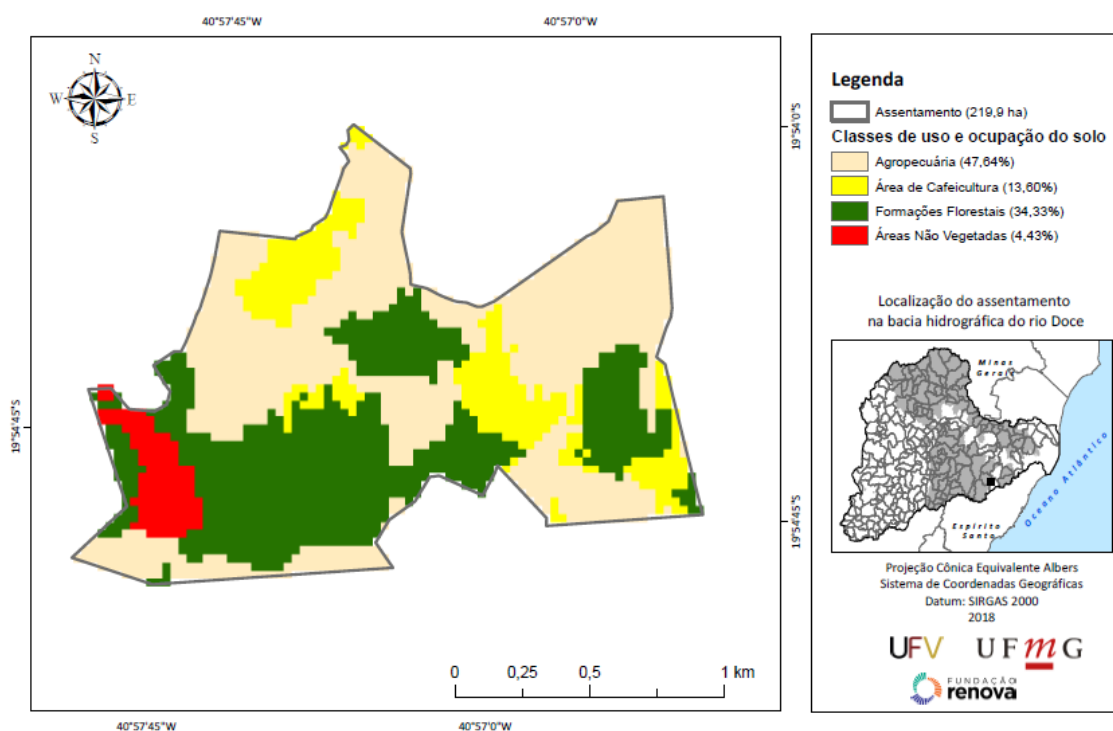 40°57'45"W
40°57'0"W
N
W
E
S
19°54'0"S
19°54'45"S
19°54'45"S
0
0,25
0,5
1 km
40°57'45"W
40°57'0"W
Legenda
Assentamento (219,9 ha)
Classes de uso e ocupação do solo
Agropecuária (47,64%)
Área de Cafeicultura (13,60%)
Formações Florestais (34,33%)
Áreas Não Vegetadas (4,43%)
Localização do assentamento
na bacia hidrográfica do rio Doce
Minas
Gerais
Oceano Atlântico
Espírito
Santo
Projeção Cônica Equivalente Albers
Sistema de Coordenadas Geográficas
Datum: SIRGAS 2000
2018
UFV
UFmG
FUNDAÇÃO
renova